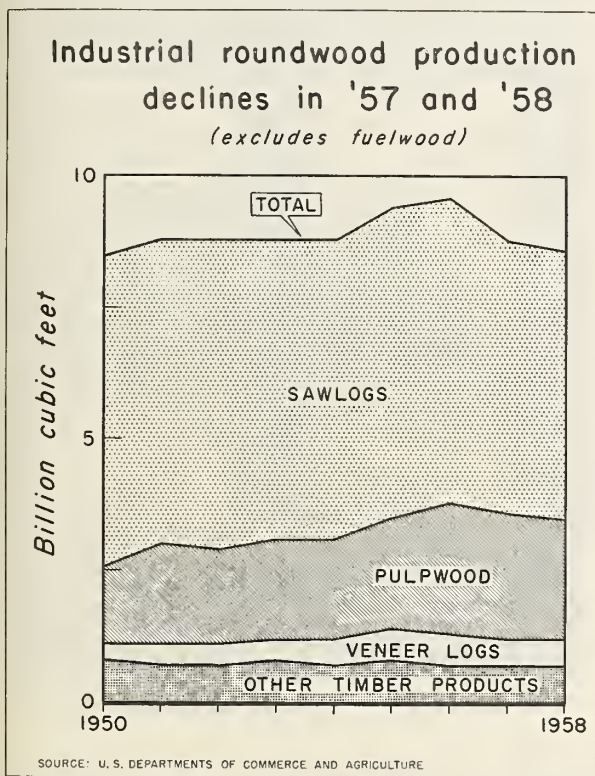 Industrial roundwood production
declines in '57 and '58
(excludes fuelwood)
10
TOTAL
Billion cubic feet
SAWLOGS
5
PULPWOOD
VENEER LOGS
OTHER TIMBER PRODUCTS
0
1950
1958
SOURCE: U. S. DEPARTMENTS OF COMMERCE AND AGRICULTURE